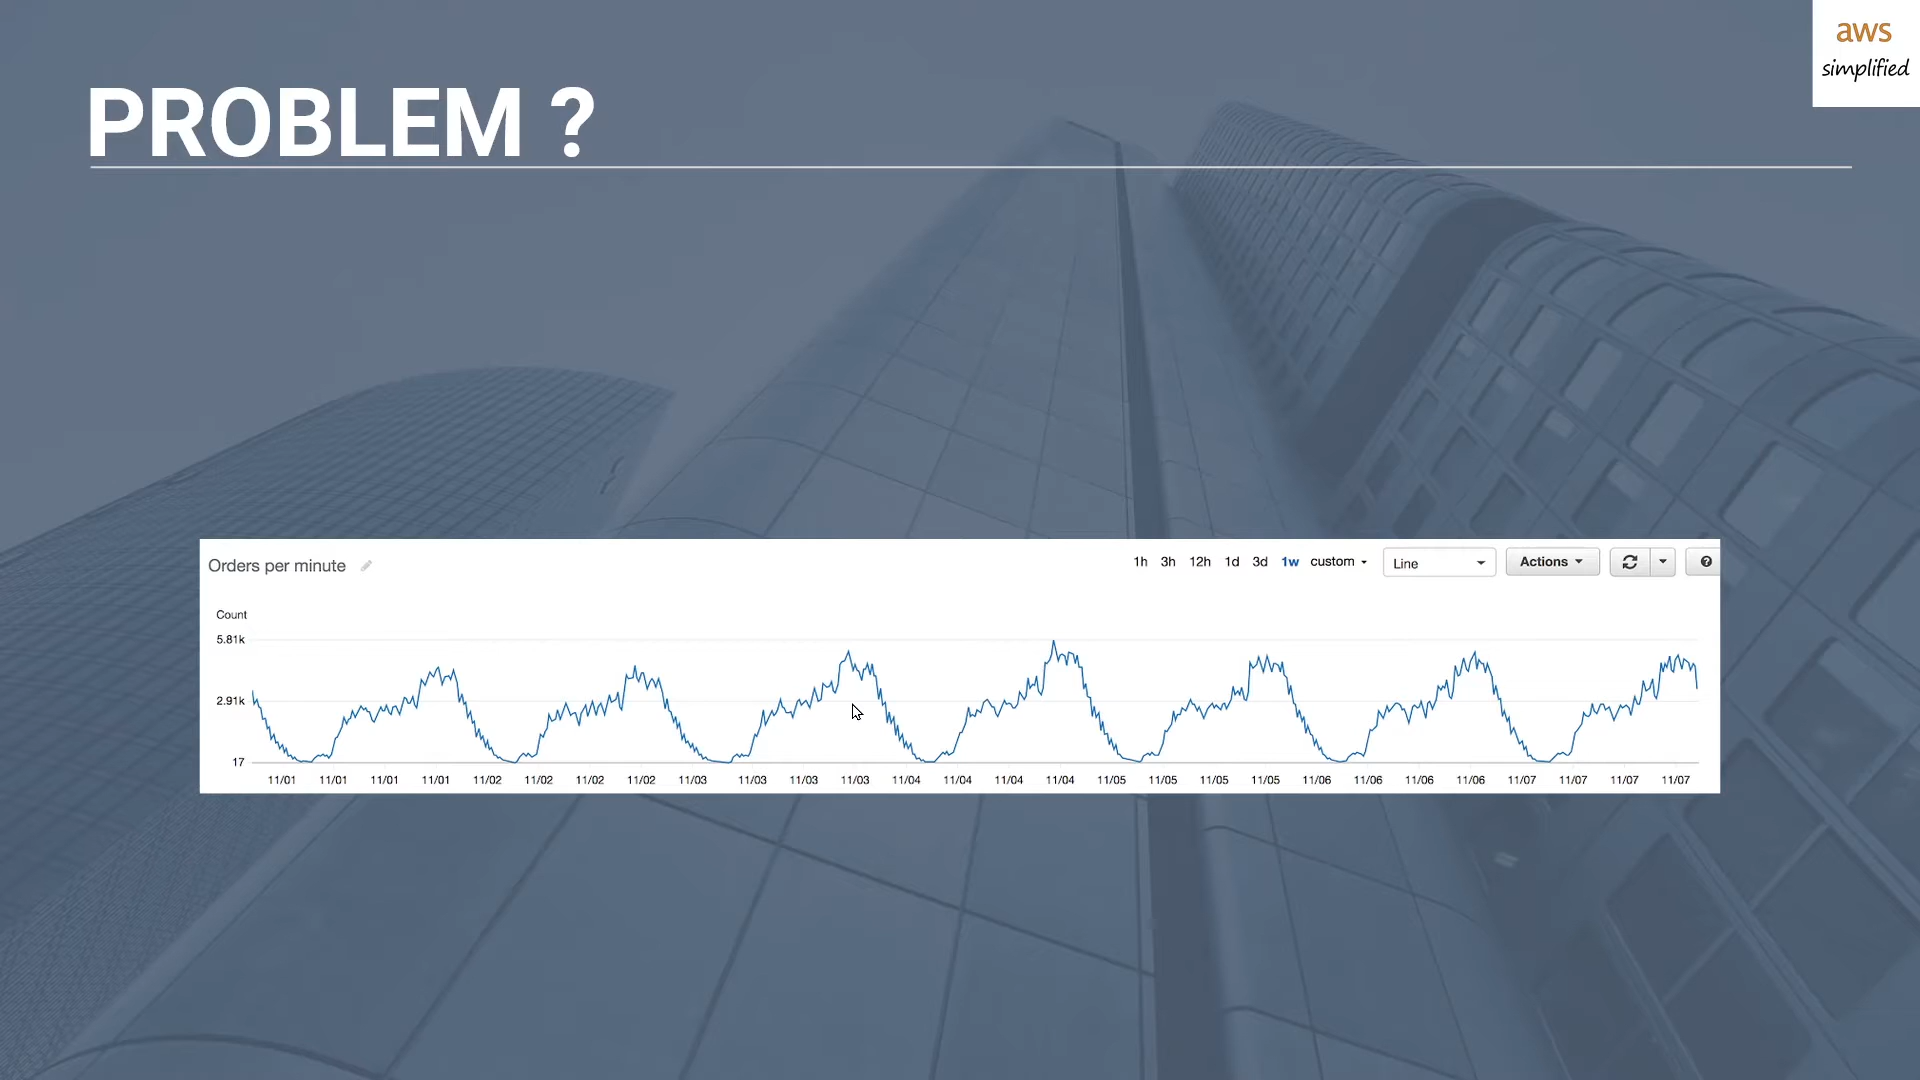 aws
simplified
PROBLEM ?
Orders per minute
1h 3h 12h 1d 3d 1w custom Line Actions ?
Count
5.81k
2.91k
17
11/01 11/01 11/01 11/01 11/02 11/02 11/02 11/02 11/03 11/03 11/03 11/03 11/04 11/04 11/04 11/04 11/05 11/05 11/05 11/05 11/06 11/06 11/06 11/06 11/07 11/07 11/07 11/07